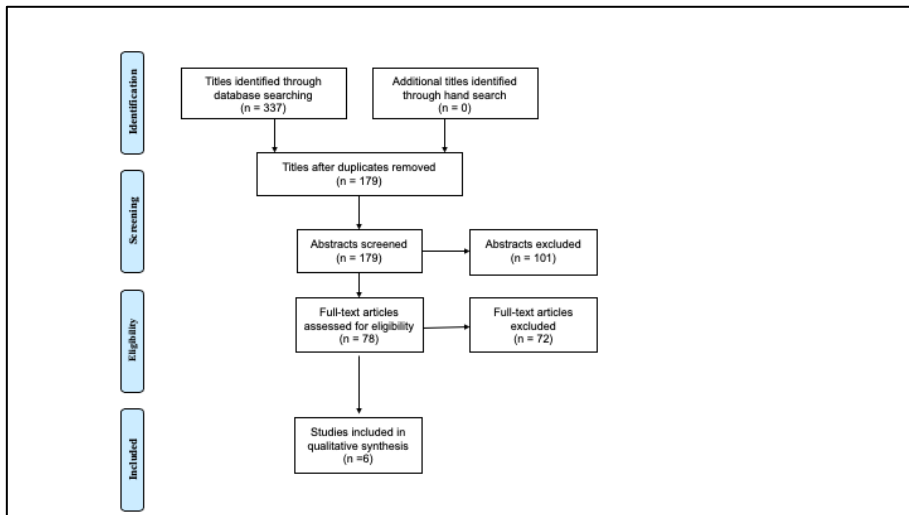 Identification
Titles identified through
database searching
(n = 337)
Additional titles identified
through hand search
(n = 0)
Titles after duplicates removed
(n = 179)
Screening
Abstracts screened
(n = 179)
Abstracts excluded
(n = 101)
Eligibility
Full-text articles
assessed for eligibility
(n = 78)
Full-text articles
excluded
(n = 72)
Included
Studies included in
qualitative synthesis
(n =6)